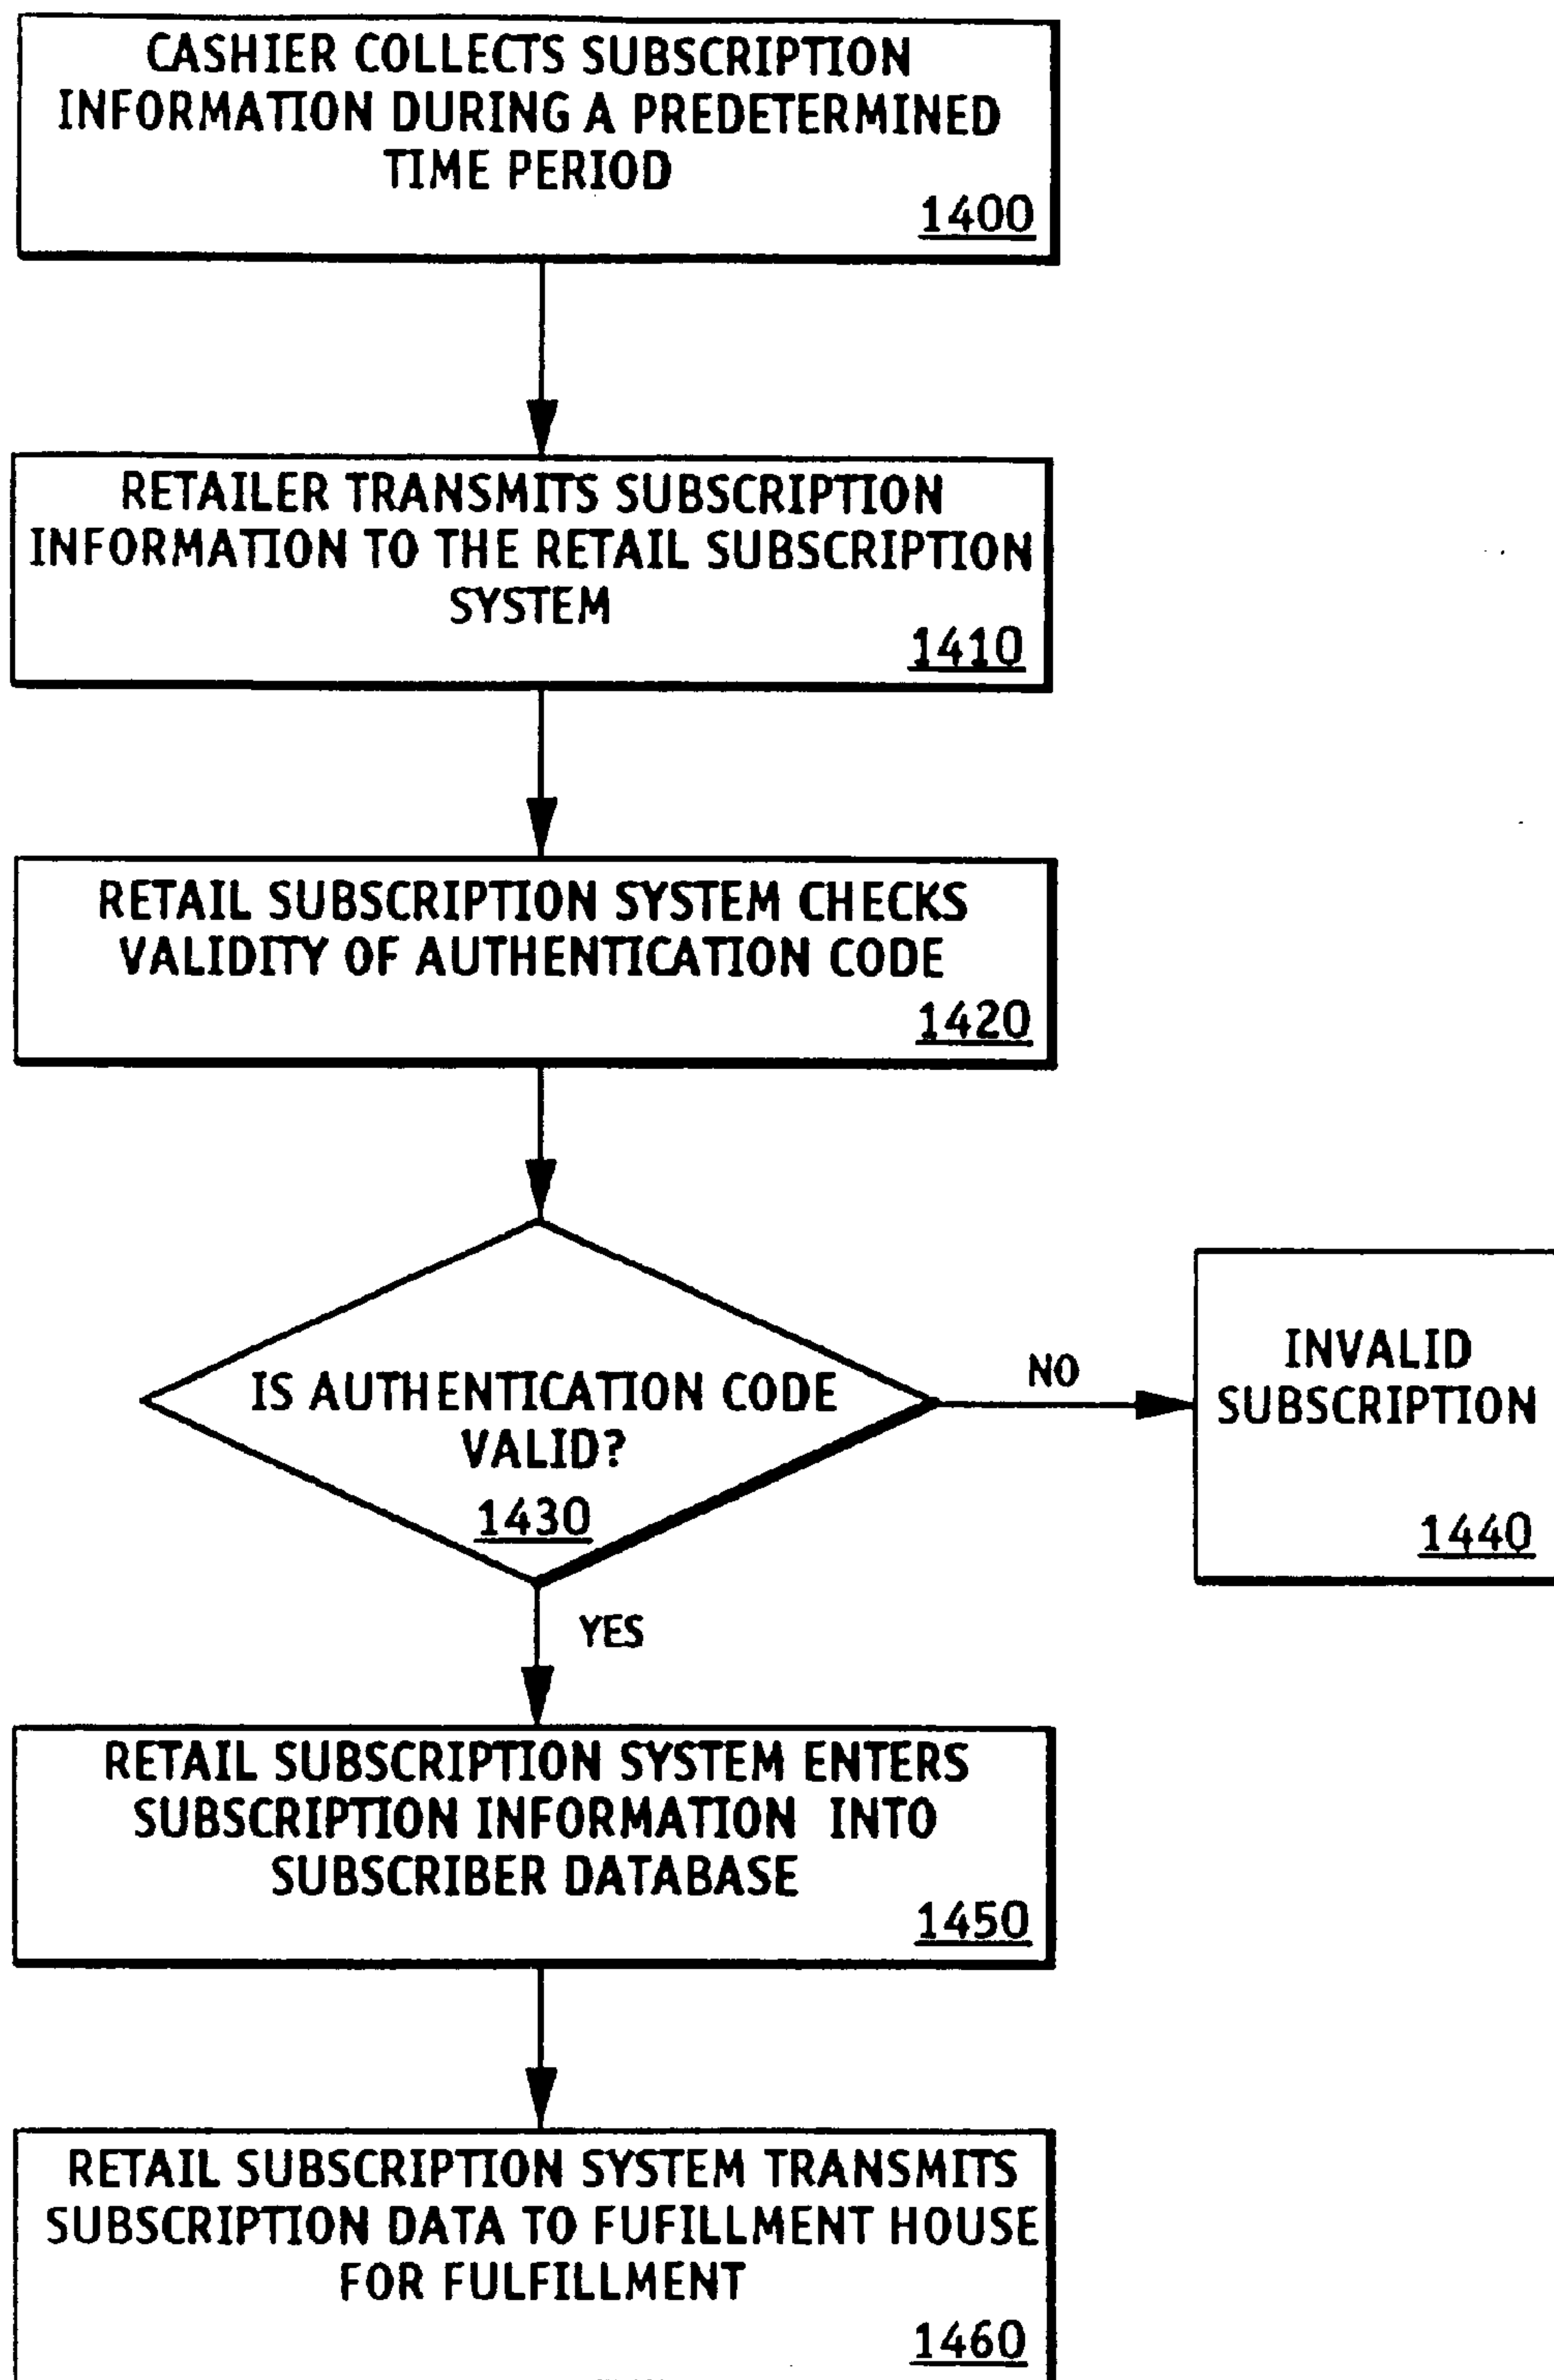 CASHIER COLLECTS SUBSCRIPTION
INFORMATION DURING A PREDETERMINED
TIME PERIOD
1400
RETAILER TRANSMITS SUBSCRIPTION
INFORMATION TO THE RETAIL SUBSCRIPTION
SYSTEM
1410
RETAIL SUBSCRIPTION SYSTEM CHECKS
VALIDITY OF AUTHENTICATION CODE
1420
IS AUTHENTICATION CODE
VALID?
1430
NO
INVALID
SUBSCRIPTION
1440
YES
RETAIL SUBSCRIPTION SYSTEM ENTERS
SUBSCRIPTION INFORMATION INTO
SUBSCRIBER DATABASE
1450
RETAIL SUBSCRIPTION SYSTEM TRANSMITS
SUBSCRIPTION DATA TO FUFILLMENT HOUSE
FOR FULFILLMENT
1460